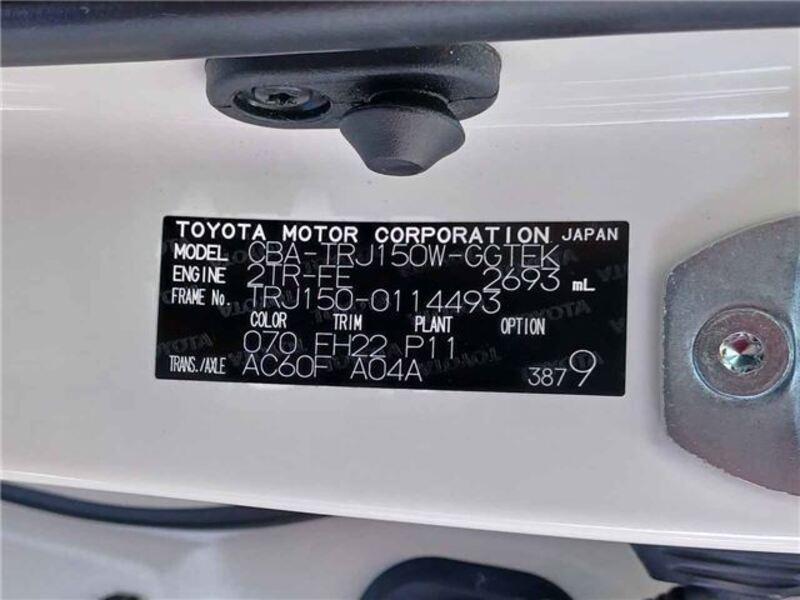 TOYOTA MOTOR CORPORATION JAPAN
MODEL CBA-TRJ150W-GGTEK
ENGINE 2TR-FE 2693 mL
FRAME No. TRJ150-0114493
COLOR TRIM PLANT OPTION
070 FH22 P11
TRANS./AXLE AC60F A04A 3879